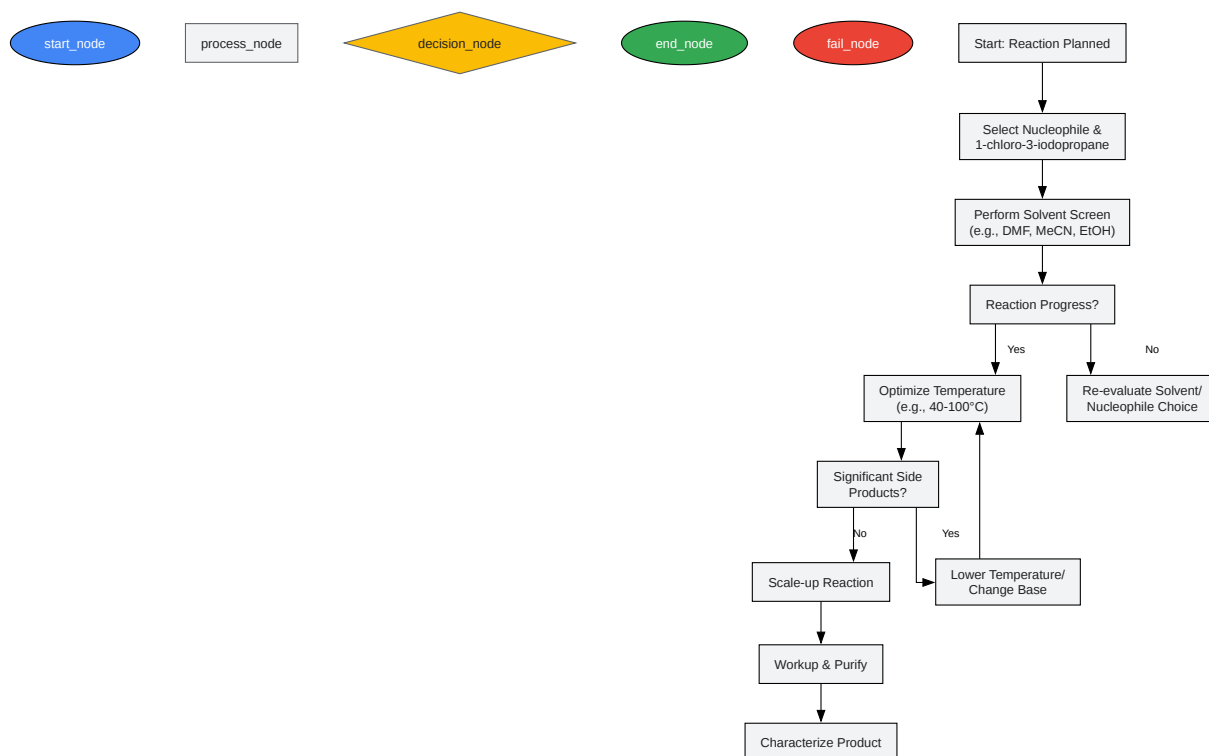 start_node
process_node
decision_node
end_node
fail_node
Start: Reaction Planned
Select Nucleophile &
1-chloro-3-iodopropane
Perform Solvent Screen
(e.g., DMF, MeCN, EtOH)
Reaction Progress?
Yes
No
Optimize Temperature
(e.g., 40-100°C)
Re-evaluate Solvent/
Nucleophile Choice
Significant Side
Products?
No
Yes
Scale-up Reaction
Lower Temperature/
Change Base
Workup & Purify
Characterize Product